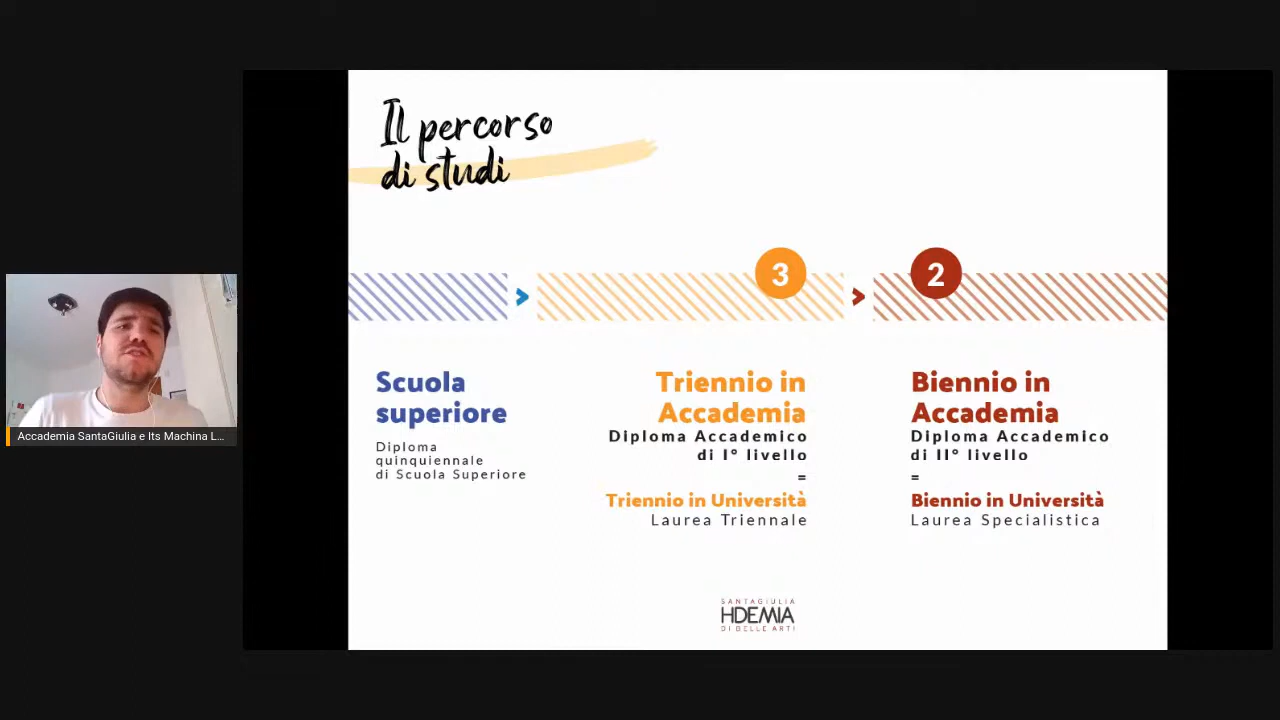 Il percorso
di studi
3
2
Scuola
superiore
Diploma
quinquiennale
di Scuola Superiore
Triennio in
Accademia
Diploma Accademico
di I° livello
=
Triennio in Università
Laurea Triennale
Biennio in
Accademia
Diploma Accademico
di II° livello
=
Biennio in Università
Laurea Specialistica
SANTAGIULIA
HDEMIA
DI BELLE ARTI
Accademia SantaGiulia e Its Machina L...